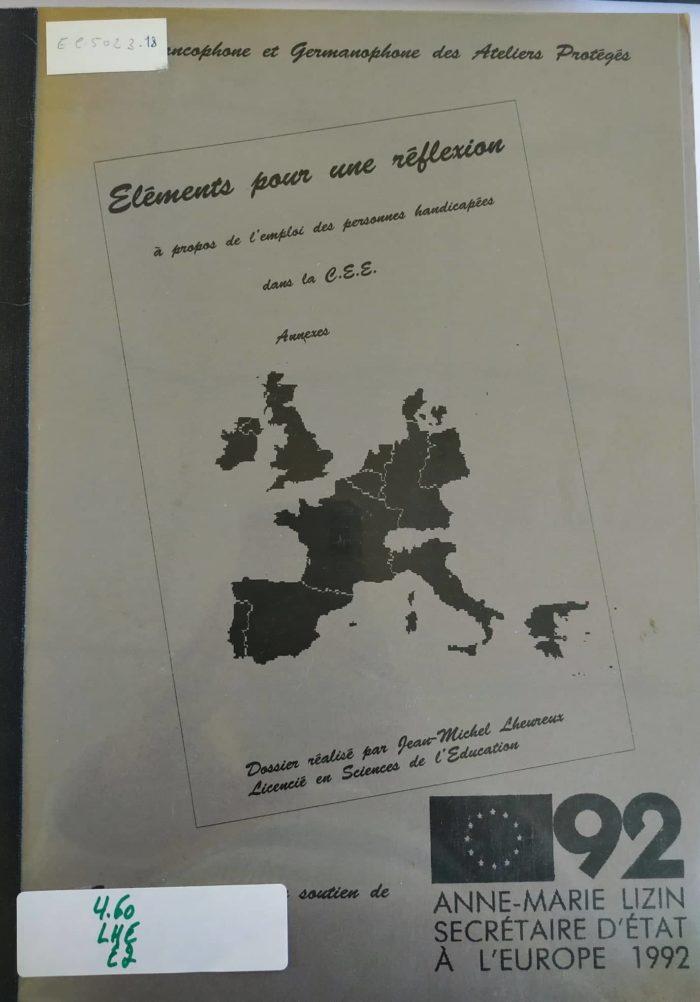 E C.5023.18
ancophone et Germanophone des Ateliers Protégés
Eléments pour une réflexion
à propos de l'emploi des personnes handicapées
dans la C.E.E.
Annexes
Dossier réalisé par Jean-Michel Lheureux
Licencié en Sciences de l'Education
92
soutien de
ANNE-MARIE LIZIN
SECRÉTAIRE D'ÉTAT
À L'EUROPE 1992
4.60
LHE
E2